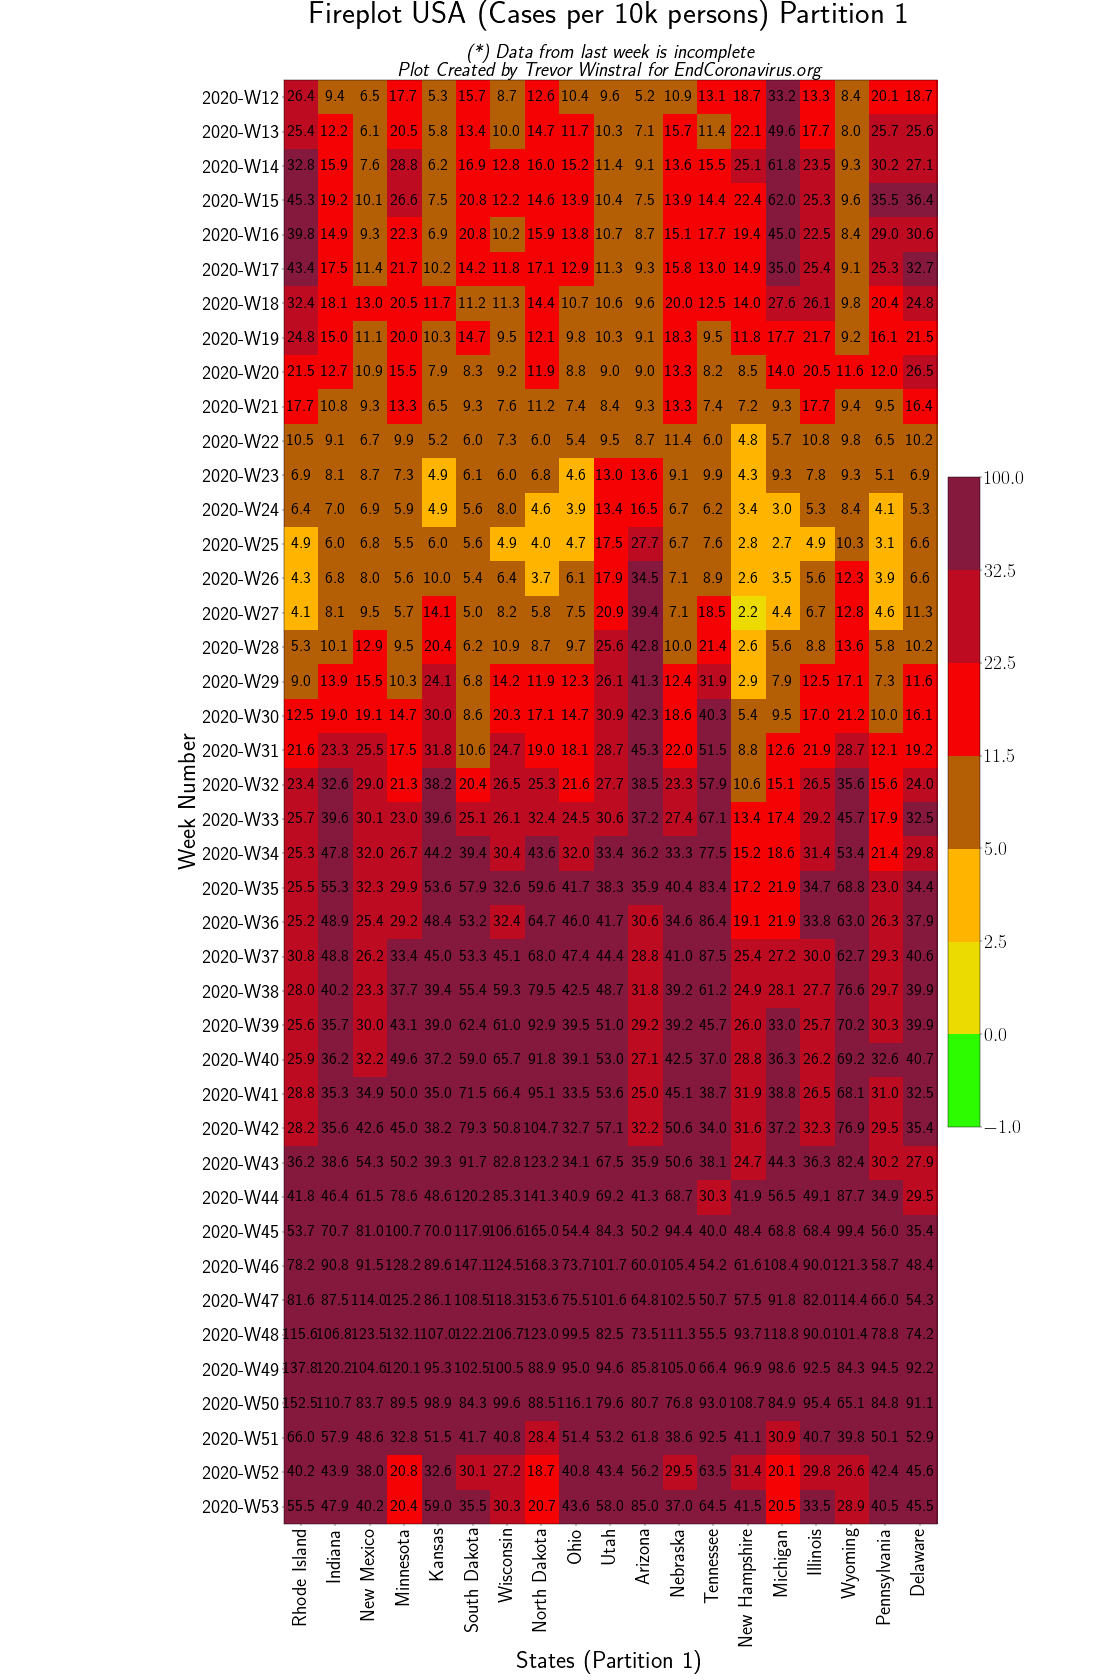 Fireplot USA (Cases per 10k persons) Partition 1
(*) Data from last week is incomplete
Plot Created by Trevor Winstral for EndCoronavirus.org
2020-W12 26.4 9.4 6.5 17.7 5.3 15.7 8.7 12.6 10.4 9.6 5.2 10.9 13.1 18.7 33.2 13.3 8.4 20.1 18.7
2020-W13 25.4 12.2 6.1 20.5 5.8 13.4 10.0 14.7 11.7 10.3 7.1 15.7 11.4 22.1 49.6 17.7 8.0 25.7 25.6
2020-W14 32.8 15.9 7.6 28.8 6.2 16.9 12.8 16.0 15.2 11.4 9.1 13.6 15.5 25.1 61.8 23.5 9.3 30.2 27.1
2020-W15 45.3 19.2 10.1 26.6 7.5 20.8 12.2 14.6 13.9 10.4 7.5 13.9 14.4 22.4 62.0 25.3 9.6 35.5 36.4
2020-W16 39.8 14.9 9.3 22.3 6.9 20.8 10.2 15.9 13.8 10.7 8.7 15.1 17.7 19.4 45.0 22.5 8.4 29.0 30.6
2020-W17 43.4 17.5 11.4 21.7 10.2 14.2 11.8 17.1 12.9 11.3 9.3 15.8 13.0 14.9 35.0 25.4 9.1 25.3 32.7
2020-W18 32.4 18.1 13.0 20.5 11.7 11.2 11.3 14.4 10.7 10.6 9.6 20.0 12.5 14.0 27.6 26.1 9.8 20.4 24.8
2020-W19 24.8 15.0 11.1 20.0 10.3 14.7 9.5 12.1 9.8 10.3 9.1 18.3 9.5 11.8 17.7 21.7 9.2 16.1 21.5
2020-W20 21.5 12.7 10.9 15.5 7.9 8.3 9.2 11.9 8.8 9.0 9.0 13.3 8.2 8.5 14.0 20.5 11.6 12.0 26.5
2020-W21 17.7 10.8 9.3 13.3 6.5 9.3 7.6 11.2 7.4 8.4 9.3 13.3 7.4 7.2 9.3 17.7 9.4 9.5 16.4
2020-W22 10.5 9.1 6.7 9.9 5.2 6.0 7.3 6.0 5.4 9.5 8.7 11.4 6.0 4.8 5.7 10.8 9.8 6.5 10.2
2020-W23 6.9 8.1 8.7 7.3 4.9 6.1 6.0 6.8 4.6 13.0 13.6 9.1 9.9 4.3 9.3 7.8 9.3 5.1 6.9
2020-W24 6.4 7.0 6.9 5.9 4.9 5.6 8.0 4.6 3.9 13.4 16.5 6.7 6.2 3.4 3.0 5.3 8.4 4.1 5.3
2020-W25 4.9 6.0 6.8 5.5 6.0 5.6 4.9 4.0 4.7 17.5 27.7 6.7 7.6 2.8 2.7 4.9 10.3 3.1 6.6
2020-W26 4.3 6.8 8.0 5.6 10.0 5.4 6.4 3.7 6.1 17.9 34.5 7.1 8.9 2.6 3.5 5.6 12.3 3.9 6.6
2020-W27 4.1 8.1 9.5 5.7 14.1 5.0 8.2 5.8 7.5 20.9 39.4 7.1 18.5 2.2 4.4 6.7 12.8 4.6 11.3
2020-W28 5.3 10.1 12.9 9.5 20.4 6.2 10.9 8.7 9.7 25.6 42.8 10.0 21.4 2.6 5.6 8.8 13.6 5.8 10.2
2020-W29 9.0 13.9 15.5 10.3 24.1 6.8 14.2 11.9 12.3 26.1 41.3 12.4 31.9 2.9 7.9 12.5 17.1 7.3 11.6
2020-W30 12.5 19.0 19.1 14.7 30.0 8.6 20.3 17.1 14.7 30.9 42.3 18.6 40.3 5.4 9.5 17.0 21.2 10.0 16.1
2020-W31 21.6 23.3 25.5 17.5 31.8 10.6 24.7 19.0 18.1 28.7 45.3 22.0 51.5 8.8 12.6 21.9 28.7 12.1 19.2
2020-W32 23.4 32.6 29.0 21.3 38.2 20.4 26.5 25.3 21.6 27.7 38.5 23.3 57.9 10.6 15.1 26.5 35.6 15.6 24.0
2020-W33 25.7 39.6 30.1 23.0 39.6 25.1 26.1 32.4 24.5 30.6 37.2 27.4 67.1 13.4 17.4 29.2 45.7 17.9 32.5
2020-W34 25.3 47.8 32.0 26.7 44.2 39.4 30.4 43.6 32.0 33.4 36.2 33.3 77.5 15.2 18.6 31.4 53.4 21.4 29.8
2020-W35 25.5 55.3 32.3 29.9 53.6 57.9 32.6 59.6 41.7 38.3 35.9 40.4 83.4 17.2 21.9 34.7 68.8 23.0 34.4
2020-W36 25.2 48.9 25.4 29.2 48.4 53.2 32.4 64.7 46.0 41.7 30.6 34.6 86.4 19.1 21.9 33.8 63.0 26.3 37.9
2020-W37 30.8 48.8 26.2 33.4 45.0 53.3 45.1 68.0 47.4 44.4 28.8 41.0 87.5 25.4 27.2 30.0 62.7 29.3 40.6
2020-W38 28.0 40.2 23.3 37.7 39.4 55.4 59.3 79.5 42.5 48.7 31.8 39.2 61.2 24.9 28.1 27.7 76.6 29.7 39.9
2020-W39 25.6 35.7 30.0 43.1 39.0 62.4 61.0 92.9 39.5 51.0 29.2 39.2 45.7 26.0 33.0 25.7 70.2 30.3 39.9
2020-W40 25.9 36.2 32.2 49.6 37.2 59.0 65.7 91.8 39.1 53.0 27.1 42.5 37.0 28.8 36.3 26.2 69.2 32.6 40.7
2020-W41 28.8 35.3 34.9 50.0 35.0 71.5 66.4 95.1 33.5 53.6 25.0 45.1 38.7 31.9 38.8 26.5 68.1 31.0 32.5
2020-W42 28.2 35.6 42.6 45.0 38.2 79.3 50.8 104.7 32.7 57.1 32.2 50.6 34.0 31.6 37.2 32.3 76.9 29.5 35.4
2020-W43 36.2 38.6 54.3 50.2 39.3 91.7 82.8 123.2 34.1 67.5 35.9 50.6 38.1 24.7 44.3 36.3 82.4 30.2 27.9
2020-W44 41.8 46.4 61.5 78.6 48.6 120.2 85.3 141.3 40.9 69.2 41.3 68.7 30.3 41.9 56.5 49.1 87.7 34.9 29.5
2020-W45 53.7 70.7 81.0 100.7 70.0 117.9 106.6 165.0 54.4 84.3 50.2 94.4 40.0 48.4 68.8 68.4 99.4 56.0 35.4
2020-W46 78.2 90.8 91.5 128.2 89.6 147.1 124.5 168.3 73.7 101.7 60.0 105.4 54.2 61.6 108.4 90.0 121.3 58.7 48.4
2020-W47 81.6 87.5 114.0 125.2 86.1 108.5 118.3 153.6 75.5 101.6 64.8 102.5 50.7 57.5 91.8 82.0 114.4 66.0 54.3
2020-W48 115.6 106.8 123.5 132.1 107.0 122.2 106.7 123.0 99.5 82.5 73.5 111.3 55.5 93.7 118.8 90.0 101.4 78.8 74.2
2020-W49 137.8 120.2 104.6 120.1 95.3 102.5 100.5 88.9 95.0 94.6 85.8 105.0 66.4 96.9 98.6 92.5 84.3 94.5 92.2
2020-W50 152.5 110.7 83.7 89.5 98.9 84.3 99.6 88.5 116.1 79.6 80.7 76.8 93.0 108.7 84.9 95.4 65.1 84.8 91.1
2020-W51 66.0 57.9 48.6 32.8 51.5 41.7 40.8 28.4 51.4 53.2 61.8 38.6 92.5 41.1 30.9 40.7 39.8 50.1 52.9
2020-W52 40.2 43.9 38.0 20.8 32.6 30.1 27.2 18.7 40.8 43.4 56.2 29.5 63.5 31.4 20.1 29.8 26.6 42.4 45.6
2020-W53 55.5 47.9 40.2 20.4 59.0 35.5 30.3 20.7 43.6 58.0 85.0 37.0 64.5 41.5 20.5 33.5 28.9 40.5 45.5
Week Number
Rhode Island
Indiana
New Mexico
Minnesota
Kansas
South Dakota
Wisconsin
North Dakota
Ohio
Utah
Arizona
Nebraska
Tennessee
New Hampshire
Michigan
Illinois
Wyoming
Pennsylvania
Delaware
States (Partition 1)
100.0
32.5
22.5
11.5
5.0
2.5
0.0
−1.0